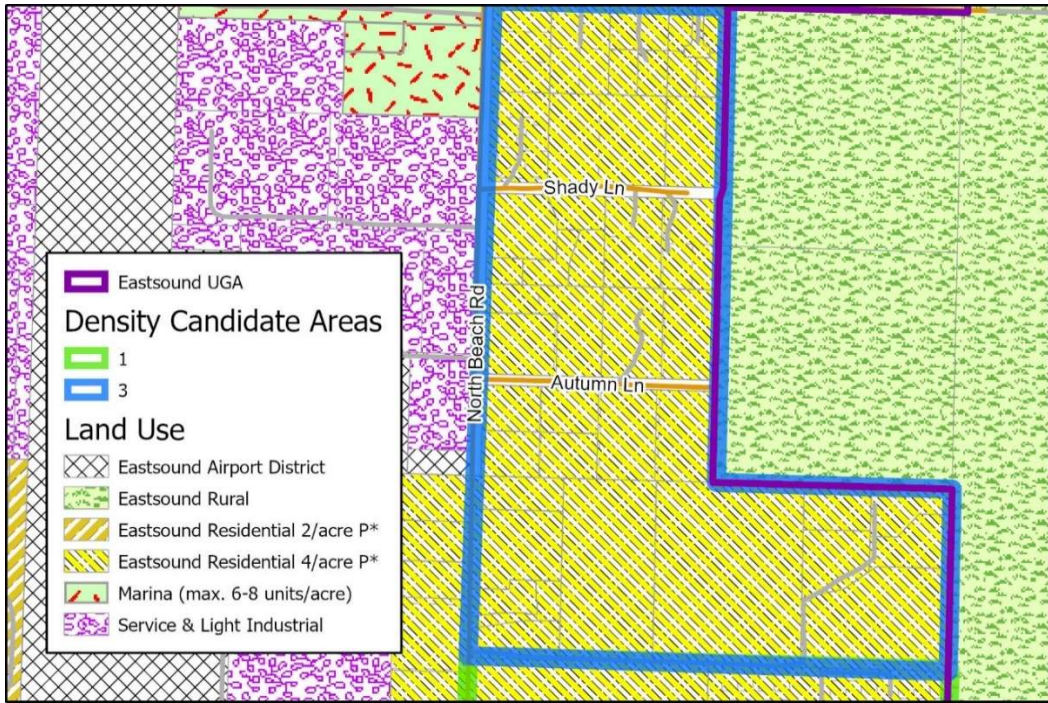 Shady Ln
North Beach Rd
Autumn Ln
Eastsound UGA
Density Candidate Areas
1
3
Land Use
Eastsound Airport District
Eastsound Rural
Eastsound Residential 2/acre P*
Eastsound Residential 4/acre P*
Marina (max. 6-8 units/acre)
Service & Light Industrial